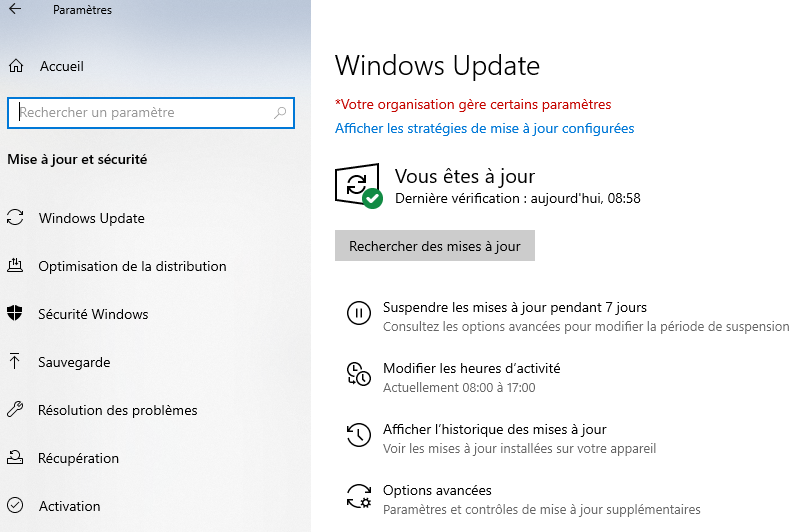 Paramètres
Accueil
Rechercher un paramètre
Mise à jour et sécurité
Windows Update
Optimisation de la distribution
Sécurité Windows
Sauvegarde
Résolution des problèmes
Récupération
Activation
Windows Update
*Votre organisation gère certains paramètres
Afficher les stratégies de mise à jour configurées
Vous êtes à jour
Dernière vérification : aujourd'hui, 08:58
Rechercher des mises à jour
Suspendre les mises à jour pendant 7 jours
Consultez les options avancées pour modifier la période de suspension
Modifier les heures d’activité
Actuellement 08:00 à 17:00
Afficher l’historique des mises à jour
Voir les mises à jour installées sur votre appareil
Options avancées
Paramètres et contrôles de mise à jour supplémentaires